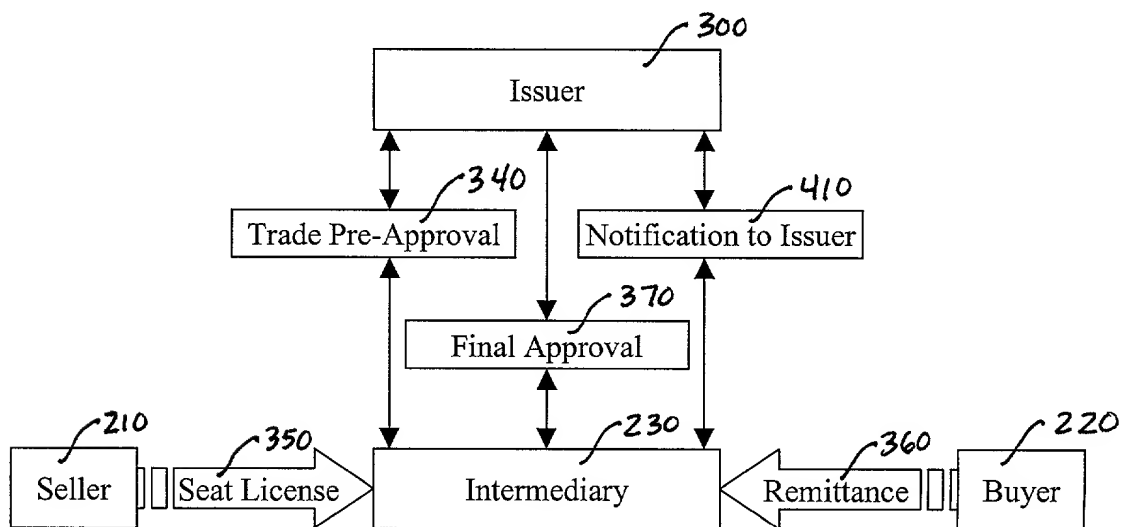 300
Issuer
340
410
Trade Pre-Approval
Notification to Issuer
370
Final Approval
210
350
230
360
220
Seller
Seat License
Intermediary
Remittance
Buyer